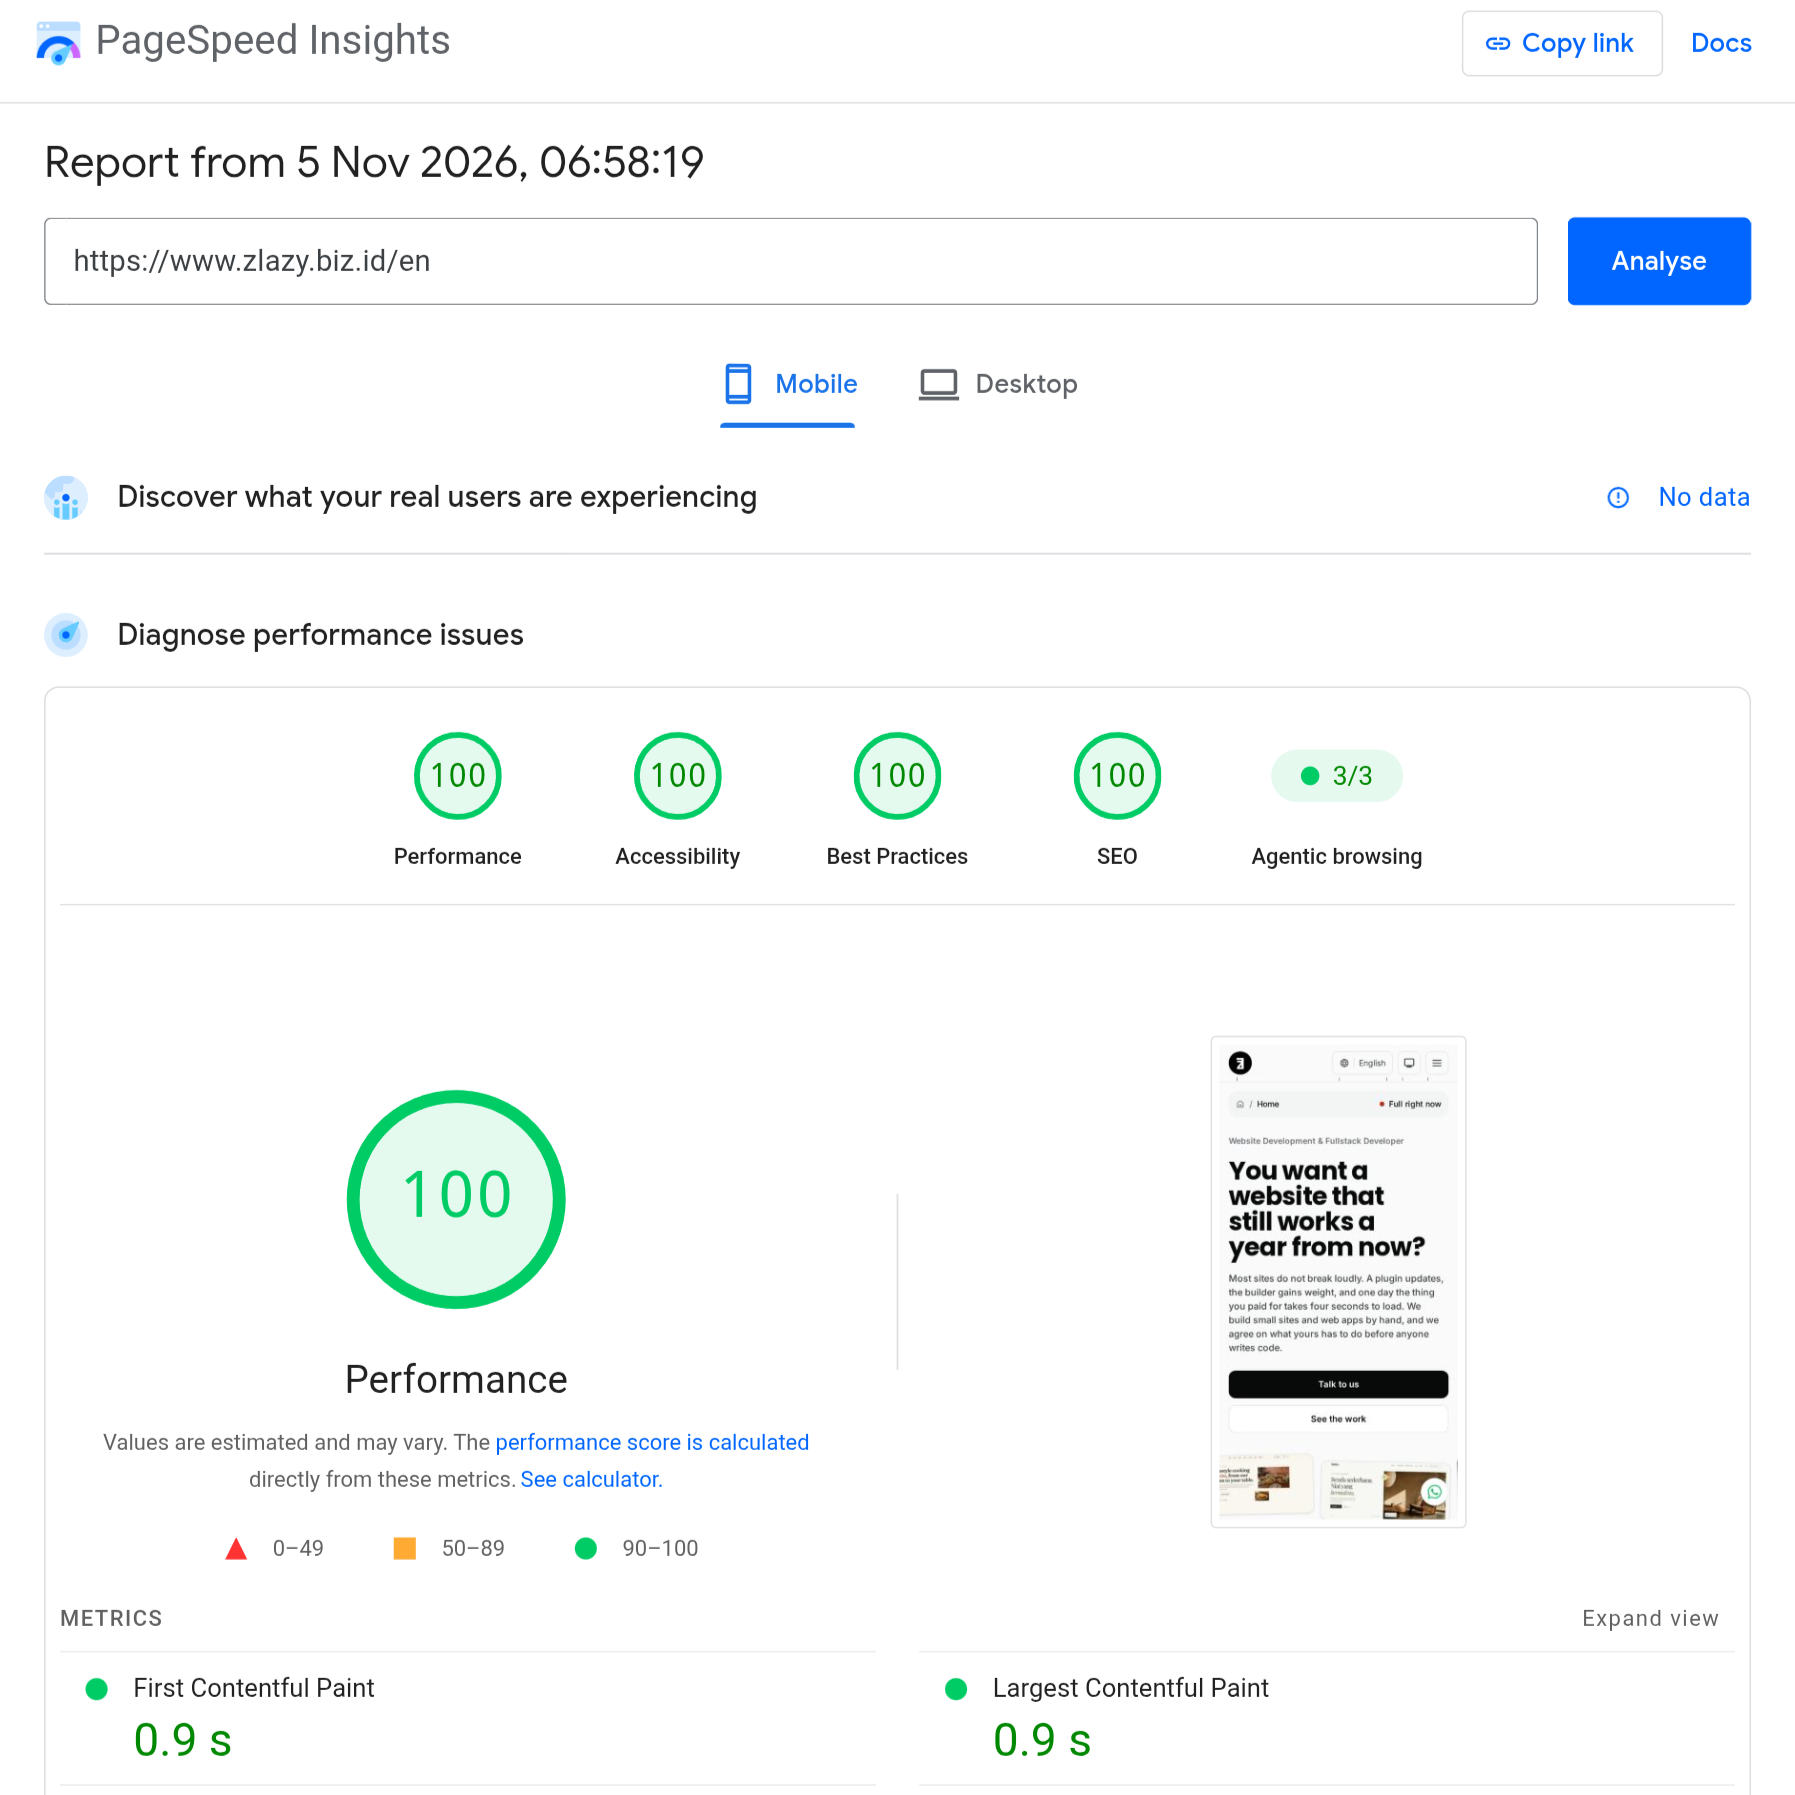 PageSpeed Insights
Copy link
Docs
Report from 5 Nov 2026, 06:58:19
https://www.zlazy.biz.id/en
Analyse
Mobile
Desktop
Discover what your real users are experiencing
No data
Diagnose performance issues
100
Performance
100
Accessibility
100
Best Practices
100
SEO
3/3
Agentic browsing
100
Performance
Values are estimated and may vary. The performance score is calculated
directly from these metrics. See calculator.
0–49
50–89
90–100
English
/ Home
Full right now
Website Development & Fullstack Developer
You want a
website that
still works a
year from now?
Most sites do not break loudly. A plugin updates,
the builder gains weight, and one day the thing
you paid for takes four seconds to load. We
build small sites and web apps by hand, and we
agree on what yours has to do before anyone
writes code.
Talk to us
See the work
METRICS
Expand view
First Contentful Paint
0.9 s
Largest Contentful Paint
0.9 s